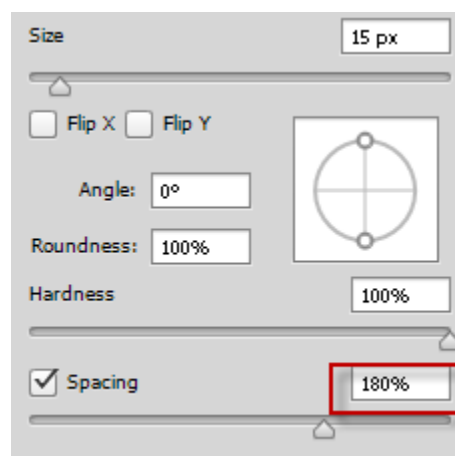 Size 15 px
Flip X Flip Y
Angle: 0°
Roundness: 100%
Hardness 100%
Spacing 180%